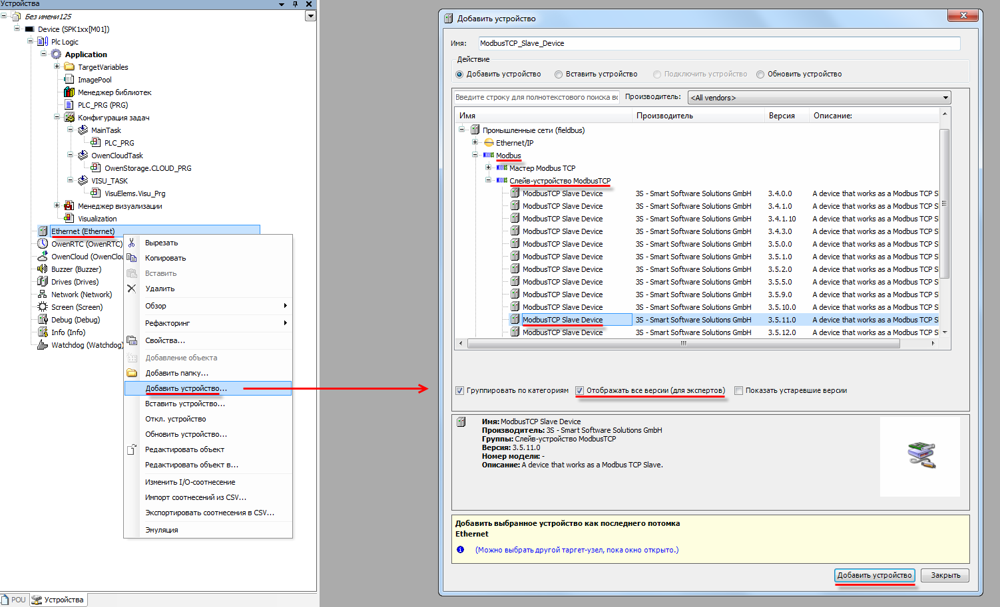 Устройства
Без имени125
Device (SPK1xx[M01])
Plc Logic
Application
TargetVariables
ImagePool
Менеджер библиотек
PLC_PRG (PRG)
Конфигурация задач
MainTask
PLC_PRG
OwenCloudTask
OwenStorage.CLOUD_PRG
VISU_TASK
VisuElems.Visu_Prg
Менеджер визуализации
Visualization
Ethernet (Ethernet)
OwenRTC (OwenRTC)
OwenCloud (OwenClou
Buzzer (Buzzer)
Drives (Drives)
Network (Network)
Screen (Screen)
Debug (Debug)
Info (Info)
Watchdog (Watchdog)
Вырезать
Копировать
Вставить
Удалить
Обзор
Рефакторинг
Свойства...
Добавление объекта
Добавить папку...
Добавить устройство...
Вставить устройство...
Откл. устройство
Обновить устройство...
Редактировать объект
Редактировать объект в...
Изменить I/O-соотнесение
Импорт соотнесений из CSV...
Экспортировать соотнесения в CSV...
Эмуляция
POU Устройства
Добавить устройство
Имя: ModbusTCP_Slave_Device
Действие
Добавить устройство Вставить устройство Подключить устройство Обновить устройство
Введите строку для полнотекстового поиска вс Производитель: <All vendors>
Имя Производитель Версия Описание:
Промышленные сети (fieldbus)
Ethernet/IP
Modbus
Мастер Modbus TCP
Слейв-устройство ModbusTCP
ModbusTCP Slave Device 3S - Smart Software Solutions GmbH 3.4.0.0 A device that works as a Modbus TCP S
ModbusTCP Slave Device 3S - Smart Software Solutions GmbH 3.4.1.0 A device that works as a Modbus TCP S
ModbusTCP Slave Device 3S - Smart Software Solutions GmbH 3.4.1.10 A device that works as a Modbus TCP S
ModbusTCP Slave Device 3S - Smart Software Solutions GmbH 3.4.3.0 A device that works as a Modbus TCP S
ModbusTCP Slave Device 3S - Smart Software Solutions GmbH 3.5.0.0 A device that works as a Modbus TCP S
ModbusTCP Slave Device 3S - Smart Software Solutions GmbH 3.5.1.0 A device that works as a Modbus TCP S
ModbusTCP Slave Device 3S - Smart Software Solutions GmbH 3.5.2.0 A device that works as a Modbus TCP S
ModbusTCP Slave Device 3S - Smart Software Solutions GmbH 3.5.5.0 A device that works as a Modbus TCP S
ModbusTCP Slave Device 3S - Smart Software Solutions GmbH 3.5.9.0 A device that works as a Modbus TCP S
ModbusTCP Slave Device 3S - Smart Software Solutions GmbH 3.5.10.0 A device that works as a Modbus TCP S
ModbusTCP Slave Device 3S - Smart Software Solutions GmbH 3.5.11.0 A device that works as a Modbus TCP S
ModbusTCP Slave Device 3S - Smart Software Solutions GmbH 3.5.12.0 A device that works as a Modbus TCP S
Группировать по категориям Отображать все версии (для экспертов) Показать устаревшие версии
Имя: ModbusTCP Slave Device
Производитель: 3S - Smart Software Solutions GmbH
Группы: Слейв-устройство ModbusTCP
Версия: 3.5.11.0
Номер модели: -
Описание: A device that works as a Modbus TCP Slave.
Добавить выбранное устройство как последнего потомка
Ethernet
(Можно выбрать другой таргет-узел, пока окно открыто.)
Добавить устройство Закрыть